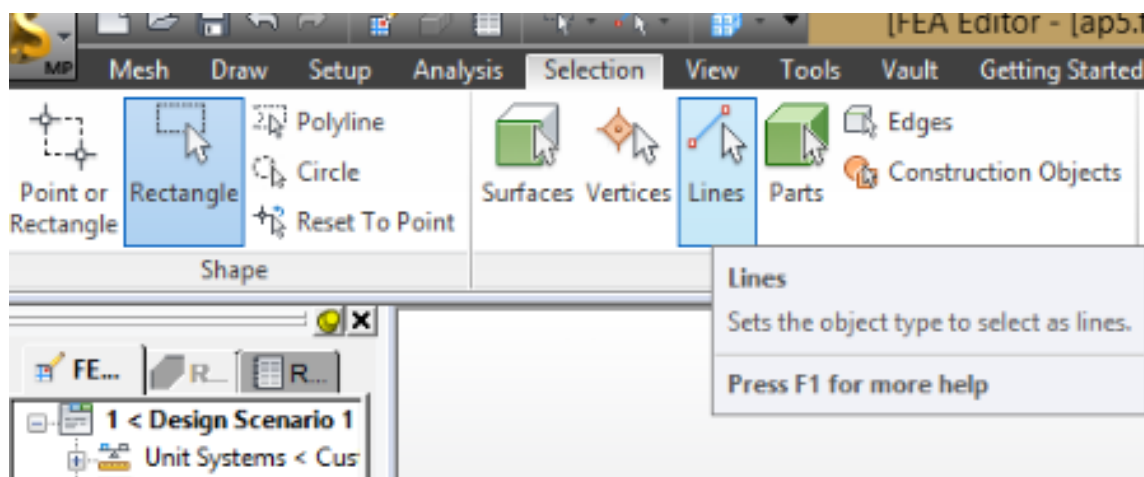 [FEA Editor - [ap5.
MP
Mesh Draw Setup Analysis Selection View Tools Vault Getting Started
Point or Rectangle
Rectangle
Polyline
Circle
Reset To Point
Surfaces
Vertices
Lines
Parts
Edges
Construction Objects
Shape
Lines
Sets the object type to select as lines.
Press F1 for more help
FE... R... R...
1 < Design Scenario 1
Unit Systems < Cus